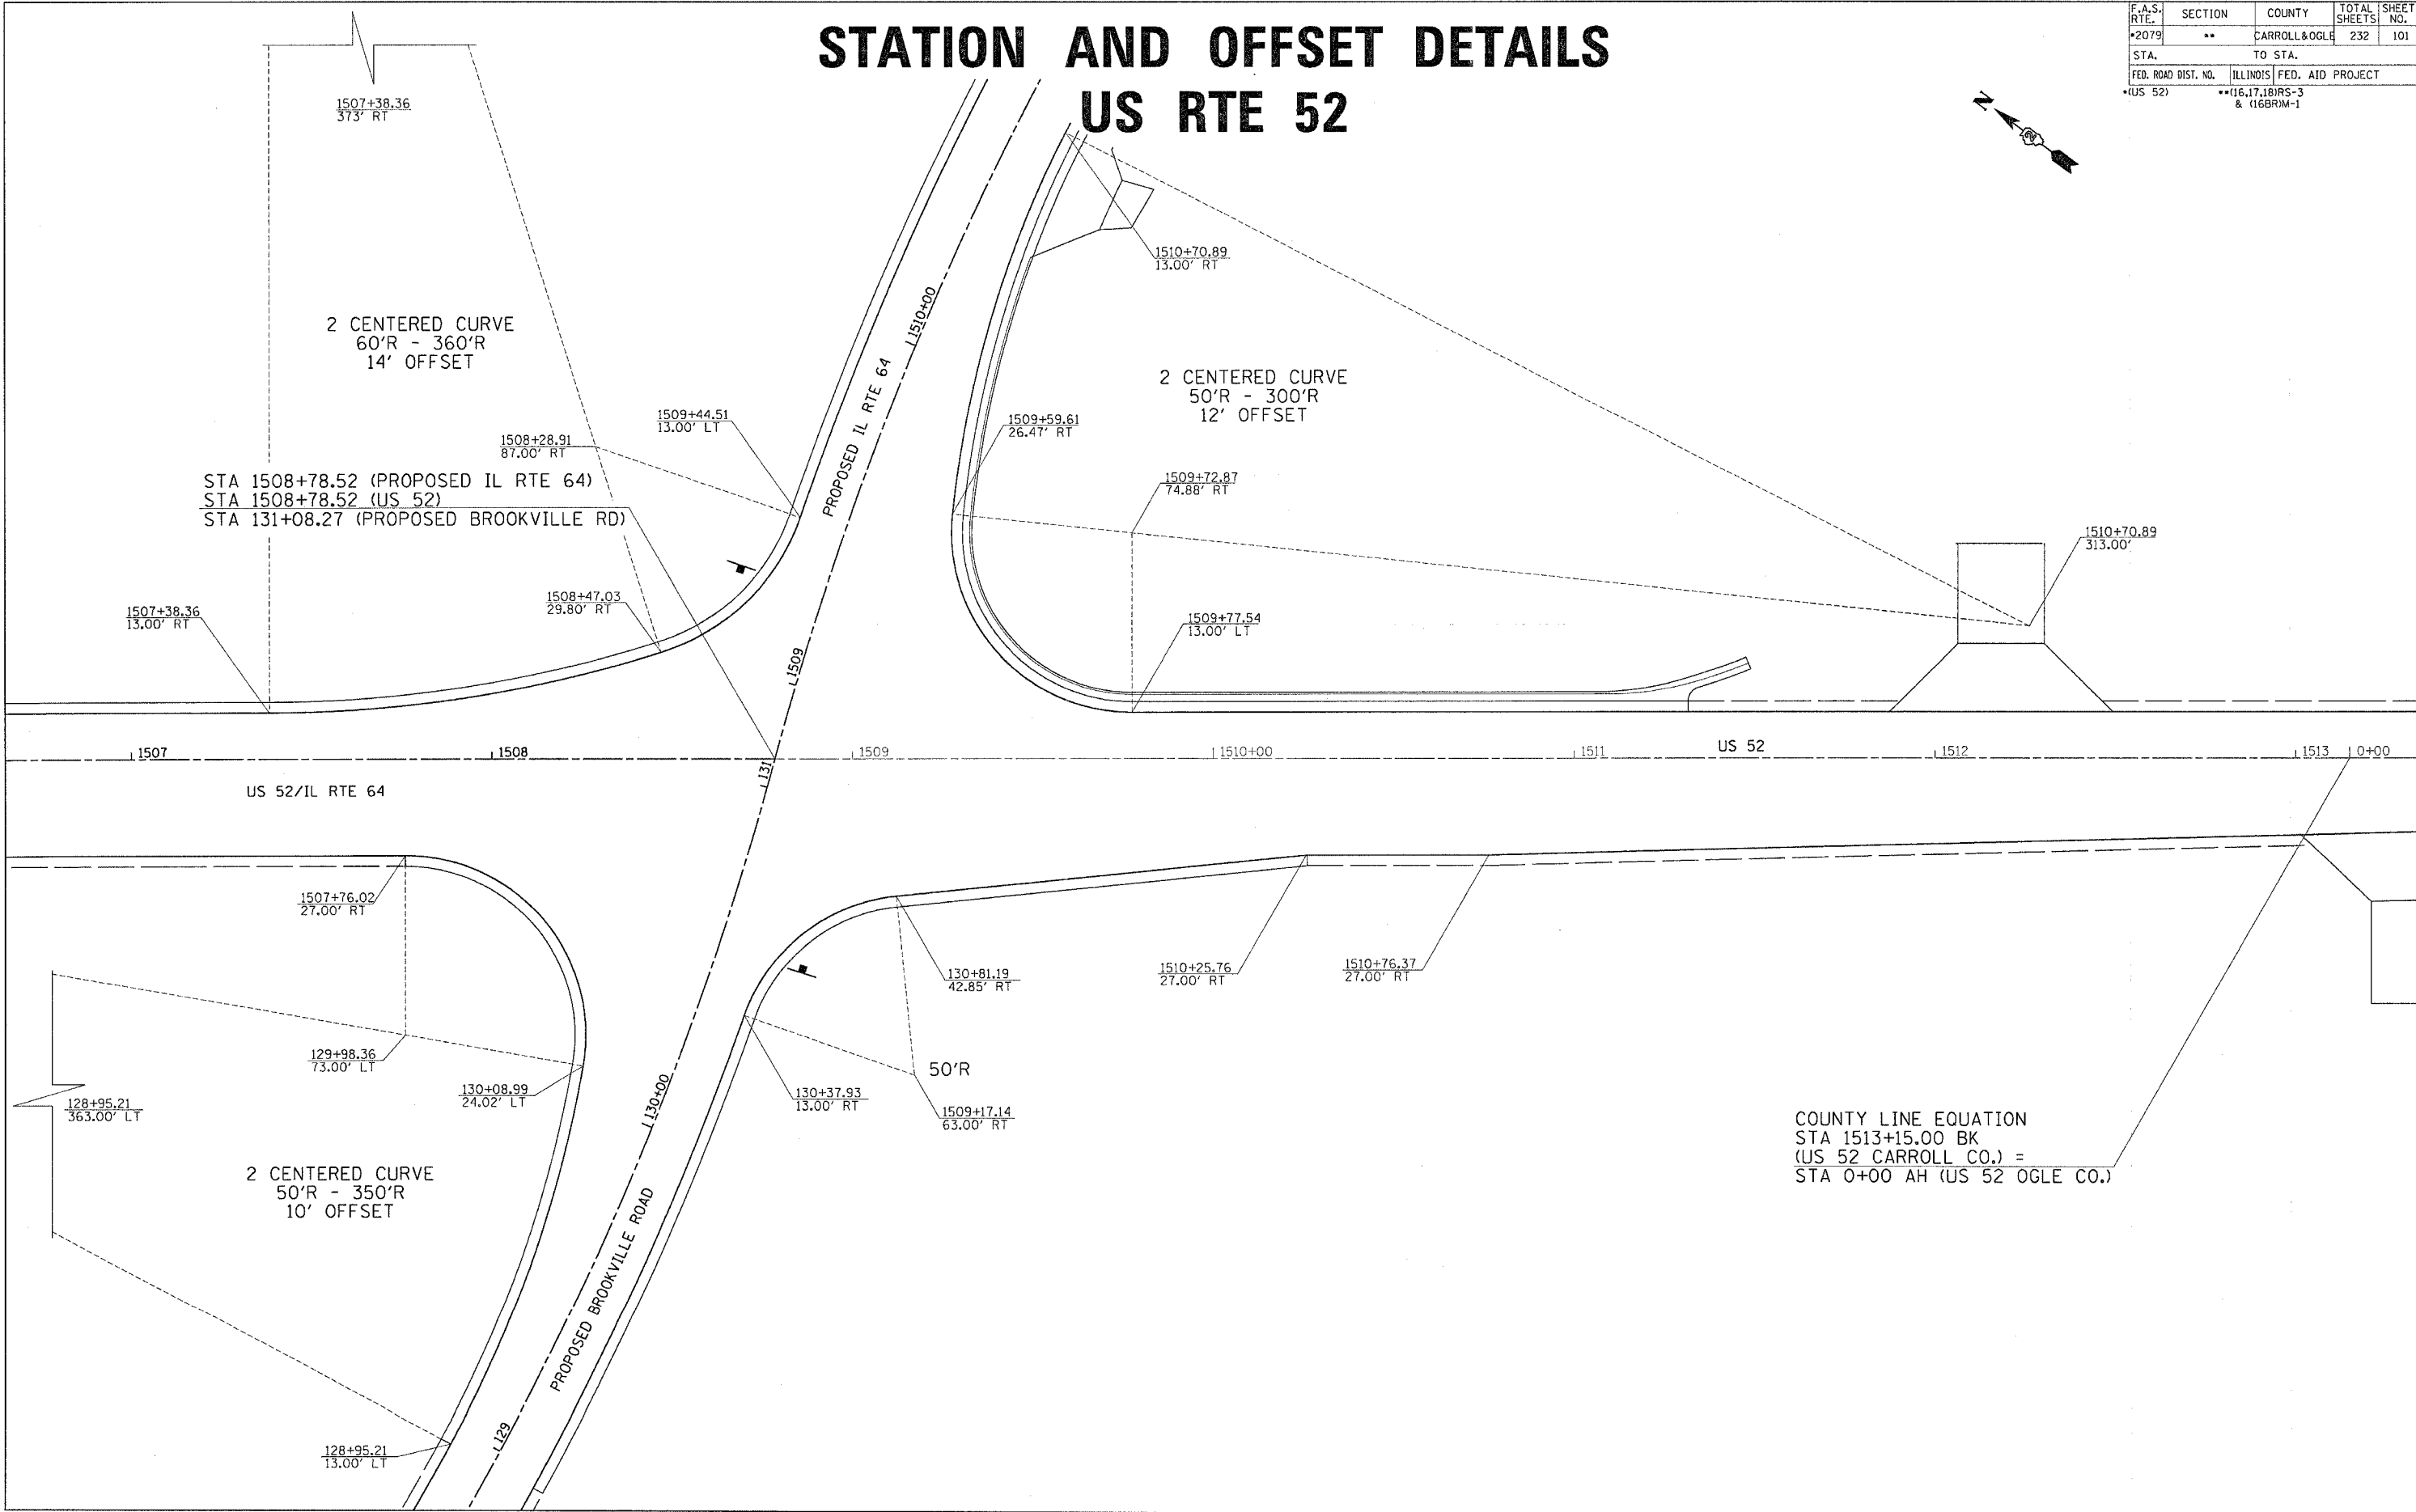 STATION AND OFFSET DETAILS
US RTE 52
F.A.S. RTE. SECTION COUNTY TOTAL SHEETS SHEET NO.
*2079 ** CARROLL&OGLE 232 101
STA. TO STA.
FED. ROAD DIST. NO. ILLINOIS FED. AID PROJECT
*(US 52) **(16,17,18)RS-3
& (16BR)M-1
N
1507+38.36
373' RT
2 CENTERED CURVE
60'R - 360'R
14' OFFSET
1510+70.89
13.00' RT
1510+00
PROPOSED IL RTE 64
2 CENTERED CURVE
50'R - 300'R
12' OFFSET
1509+44.51
13.00' LT
1508+28.91
87.00' RT
1509+59.61
26.47' RT
STA 1508+78.52 (PROPOSED IL RTE 64)
STA 1508+78.52 (US 52)
STA 131+08.27 (PROPOSED BROOKVILLE RD)
1509+72.87
74.88' RT
1510+70.89
313.00'
1507+38.36
13.00' RT
1508+47.03
29.80' RT
1509+77.54
13.00' LT
1509
1507 1508 1509 1510+00 1511 US 52 1512 1513 0+00
131
US 52/IL RTE 64
1507+76.02
27.00' RT
130+81.19
42.85' RT
1510+25.76
27.00' RT
1510+76.37
27.00' RT
129+98.36
73.00' LT
50'R
130+08.99
24.02' LT
130+00
130+37.93
13.00' RT
128+95.21
363.00' LT
1509+17.14
63.00' RT
COUNTY LINE EQUATION
STA 1513+15.00 BK
(US 52 CARROLL CO.) =
STA 0+00 AH (US 52 OGLE CO.)
2 CENTERED CURVE
50'R - 350'R
10' OFFSET
PROPOSED BROOKVILLE ROAD
129
128+95.21
13.00' LT